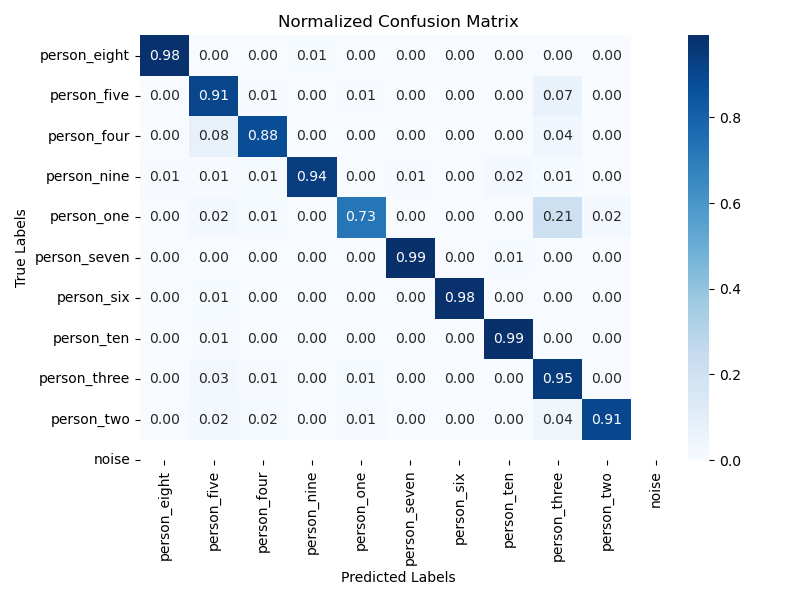 Normalized Confusion Matrix
True Labels
person_eight 0.98 0.00 0.00 0.01 0.00 0.00 0.00 0.00 0.00 0.00
person_five 0.00 0.91 0.01 0.00 0.01 0.00 0.00 0.00 0.07 0.00
person_four 0.00 0.08 0.88 0.00 0.00 0.00 0.00 0.00 0.04 0.00
person_nine 0.01 0.01 0.01 0.94 0.00 0.01 0.00 0.02 0.01 0.00
person_one 0.00 0.02 0.01 0.00 0.73 0.00 0.00 0.00 0.21 0.02
person_seven 0.00 0.00 0.00 0.00 0.00 0.99 0.00 0.01 0.00 0.00
person_six 0.00 0.01 0.00 0.00 0.00 0.00 0.98 0.00 0.00 0.00
person_ten 0.00 0.01 0.00 0.00 0.00 0.00 0.00 0.99 0.00 0.00
person_three 0.00 0.03 0.01 0.00 0.01 0.00 0.00 0.00 0.95 0.00
person_two 0.00 0.02 0.02 0.00 0.01 0.00 0.00 0.00 0.04 0.91
noise
person_eight person_five person_four person_nine person_one person_seven person_six person_ten person_three person_two noise
Predicted Labels
0.8
0.6
0.4
0.2
0.0